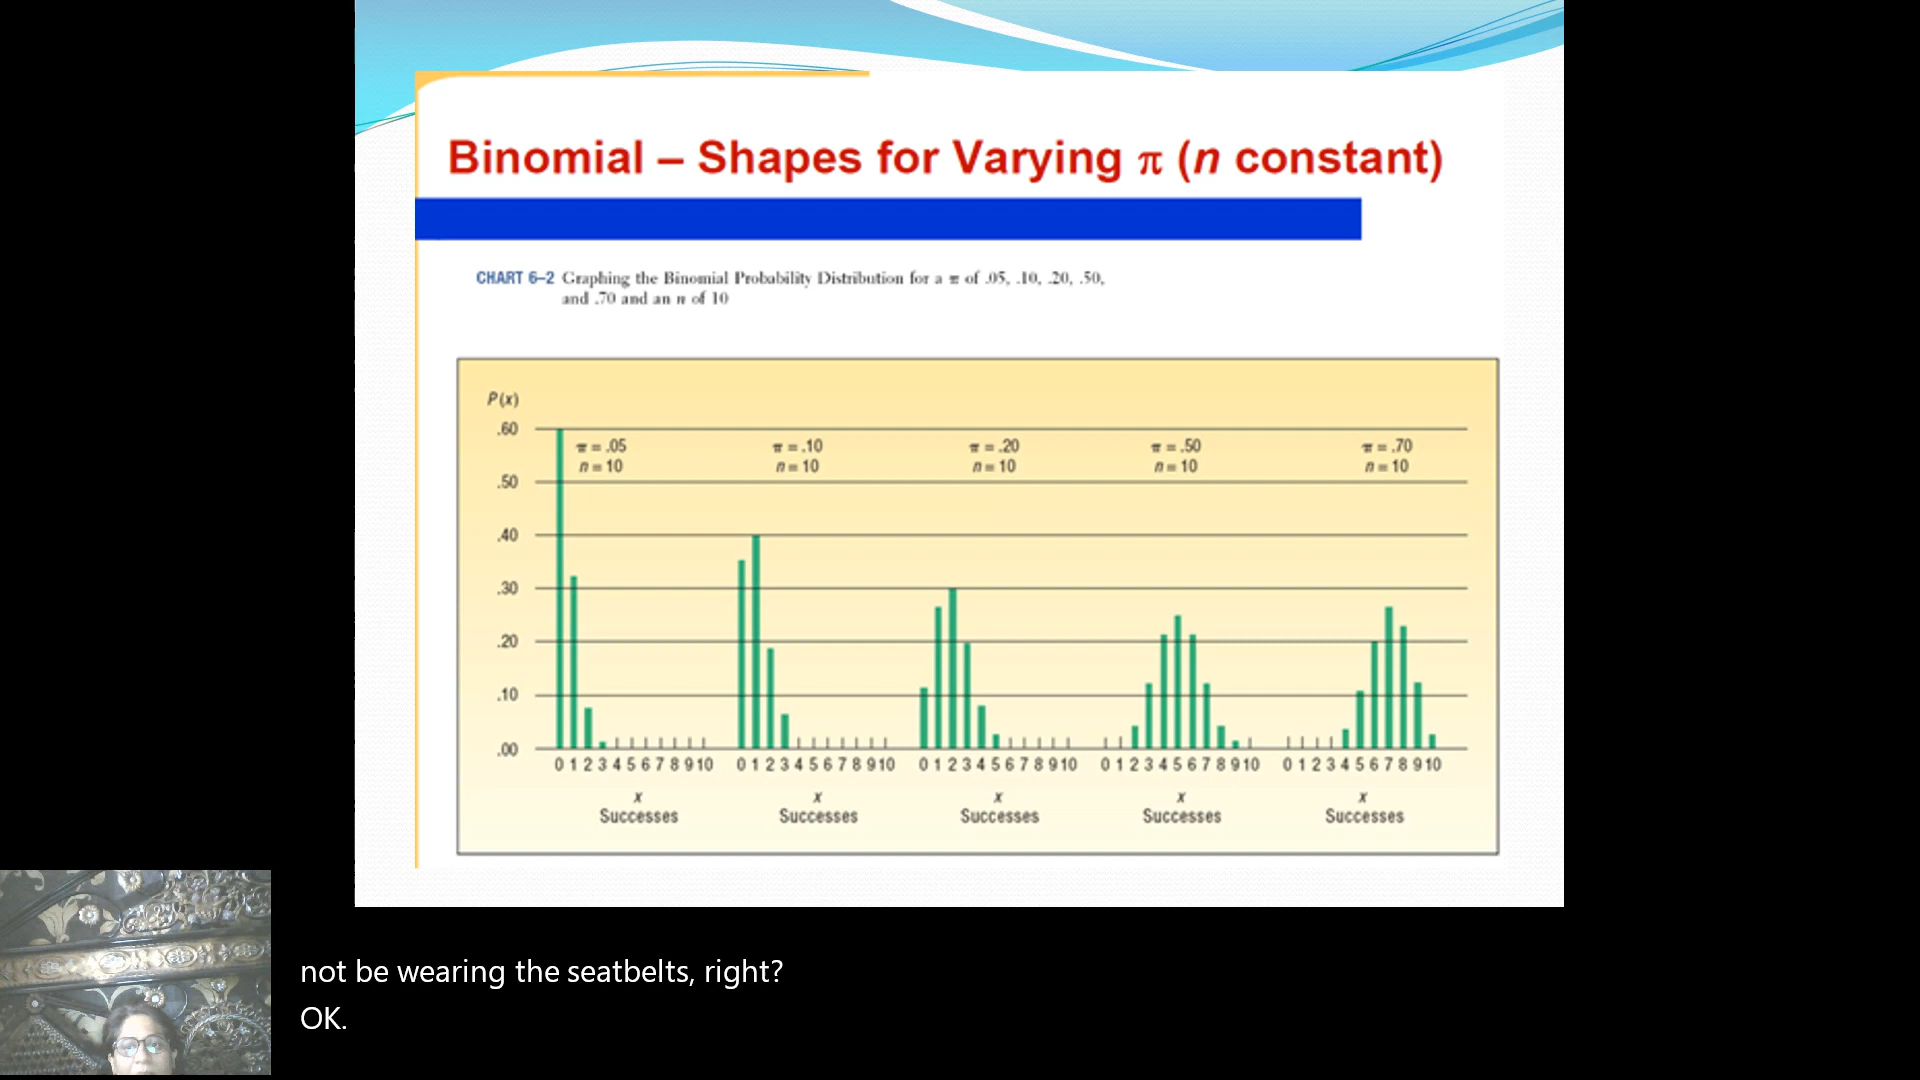 Binomial – Shapes for Varying π (n constant)
CHART 6–2 Graphing the Binomial Probability Distribution for a π of .05, .10, .20, .50,
and .70 and an n of 10
P(x)
.60
.50
.40
.30
.20
.10
.00
π = .05
n = 10
π = .10
n = 10
π = .20
n = 10
π = .50
n = 10
π = .70
n = 10
0 1 2 3 4 5 6 7 8 9 10
0 1 2 3 4 5 6 7 8 9 10
0 1 2 3 4 5 6 7 8 9 10
0 1 2 3 4 5 6 7 8 9 10
0 1 2 3 4 5 6 7 8 9 10
x
Successes
x
Successes
x
Successes
x
Successes
x
Successes
not be wearing the seatbelts, right?
OK.